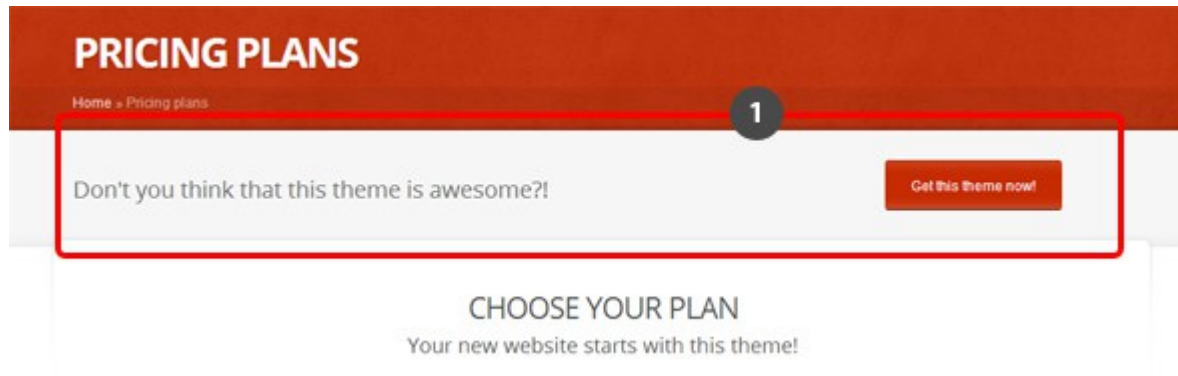 PRICING PLANS
Home » Pricing plans
1
Don't you think that this theme is awesome?!
Get this theme now!
CHOOSE YOUR PLAN
Your new website starts with this theme!